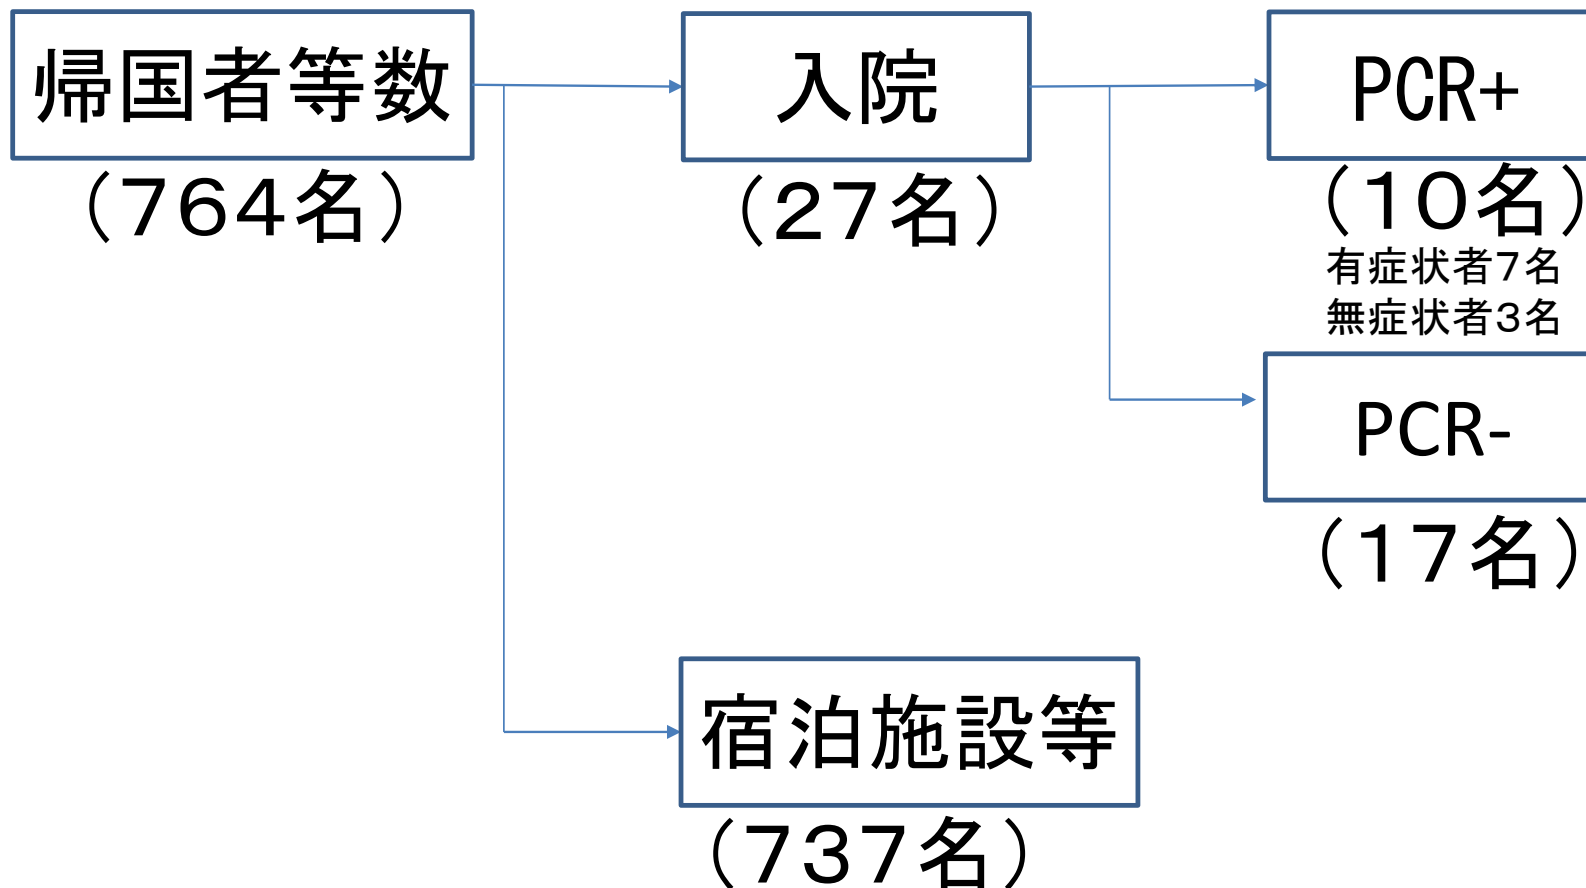 帰国者等数
（７６４名）
入院
（２７名）
PCR+
（１０名）
有症状者７名
無症状者３名
PCR-
（１７名）
宿泊施設等
（７３７名）